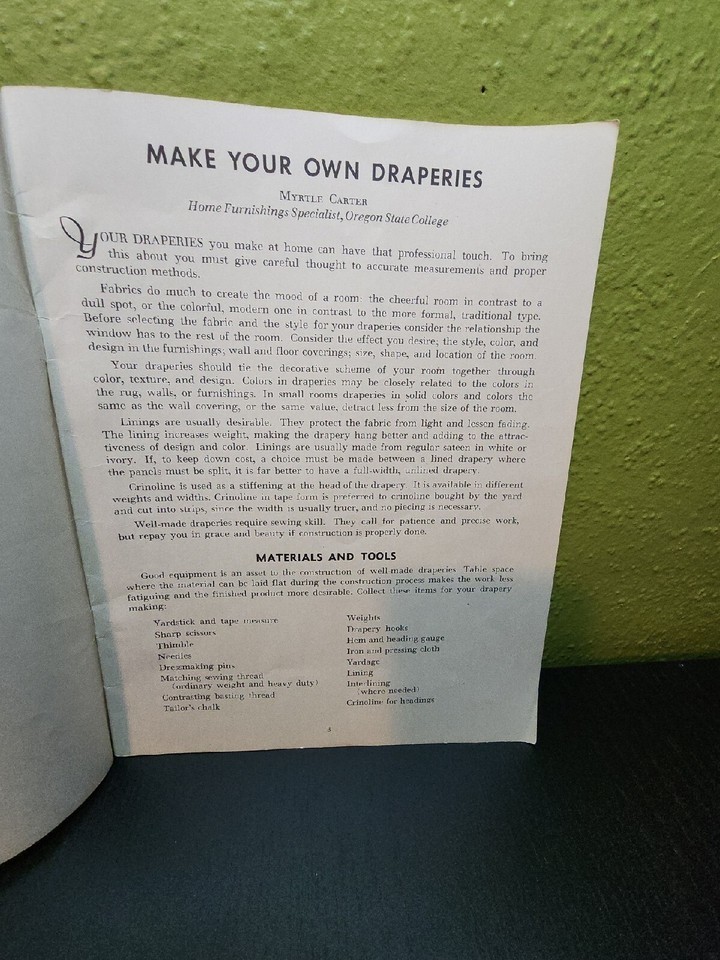 MAKE YOUR OWN DRAPERIES
MYRTLE CARTER
Home Furnishings Specialist, Oregon State College
YOUR DRAPERIES you make at home can have that professional touch. To bring
this about you must give careful thought to accurate measurements and proper
construction methods.
Fabrics do much to create the mood of a room: the cheerful room in contrast to a
dull spot, or the colorful, modern one in contrast to the more formal, traditional type.
Before selecting the fabric and the style for your draperies consider the relationship the
window has to the rest of the room. Consider the effect you desire; the style, color, and
design in the furnishings; wall and floor coverings; size, shape, and location of the room.
Your draperies should tie the decorative scheme of your room together through
color, texture, and design. Colors in draperies may be closely related to the colors in
the rug, walls, or furnishings. In small rooms draperies in solid colors and colors the
same as the wall covering, or the same value, detract less from the size of the room.
Linings are usually desirable. They protect the fabric from light and lessen fading.
The lining increases weight, making the drapery hang better and adding to the attrac-
tiveness of design and color. Linings are usually made from regular sateen in white or
ivory. If, to keep down cost, a choice must be made between a lined drapery where
the panels must be split, it is far better to have a full-width, unlined drapery.
Crinoline is used as a stiffening at the head of the drapery. It is available in different
weights and widths. Crinoline in tape form is preferred to crinoline bought by the yard
and cut into strips, since the width is usually truer, and no piecing is necessary.
Well-made draperies require sewing skill. They call for patience and precise work,
but repay you in grace and beauty if construction is properly done.
MATERIALS AND TOOLS
Good equipment is an asset to the construction of well-made draperies. Table space
where the material can be laid flat during the construction process makes the work less
fatiguing and the finished product more desirable. Collect these items for your drapery
making:
Yardstick and tape measure
Sharp scissors
Thimble
Needles
Dressmaking pins
Matching sewing thread
(ordinary weight and heavy duty)
Contrasting basting thread
Tailor's chalk
Weights
Drapery hooks
Hem and heading gauge
Iron and pressing cloth
Yardage
Lining
Interlining
(where needed)
Crinoline for headings